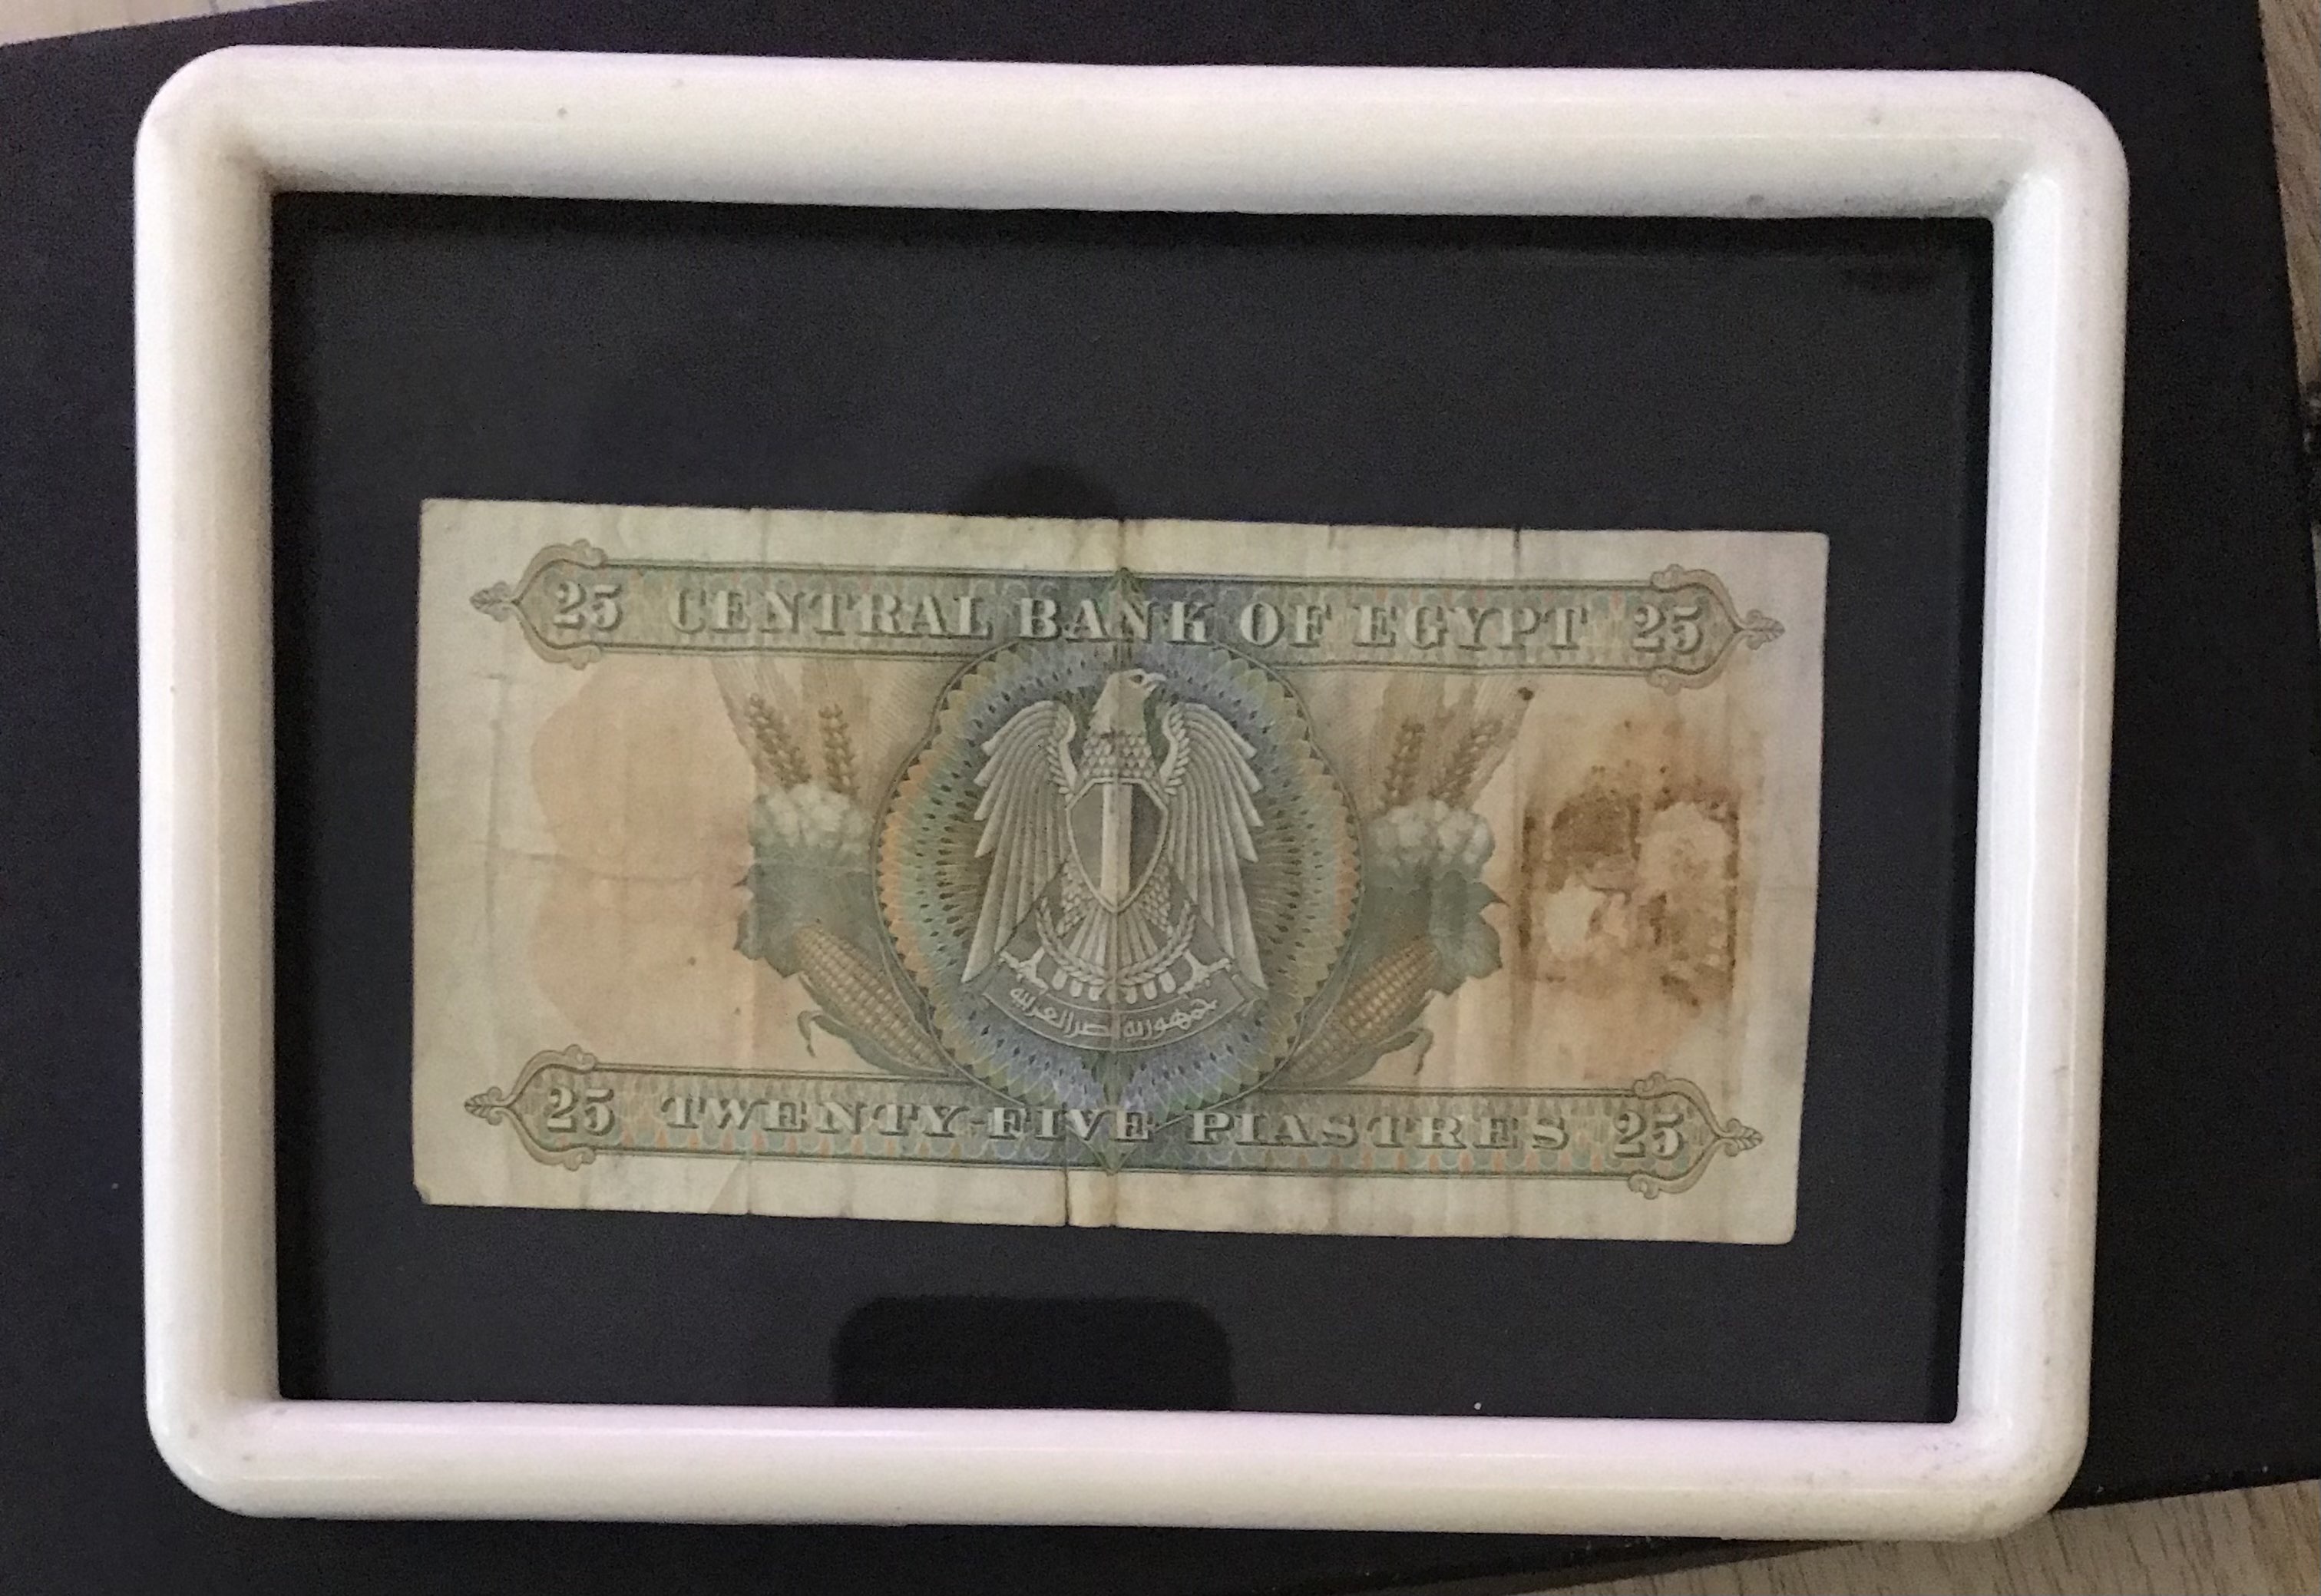 25 CENTRAL BANK OF EGYPT 25
جمهورية مصر العربية
25 TWENTY-FIVE PIASTRES 25